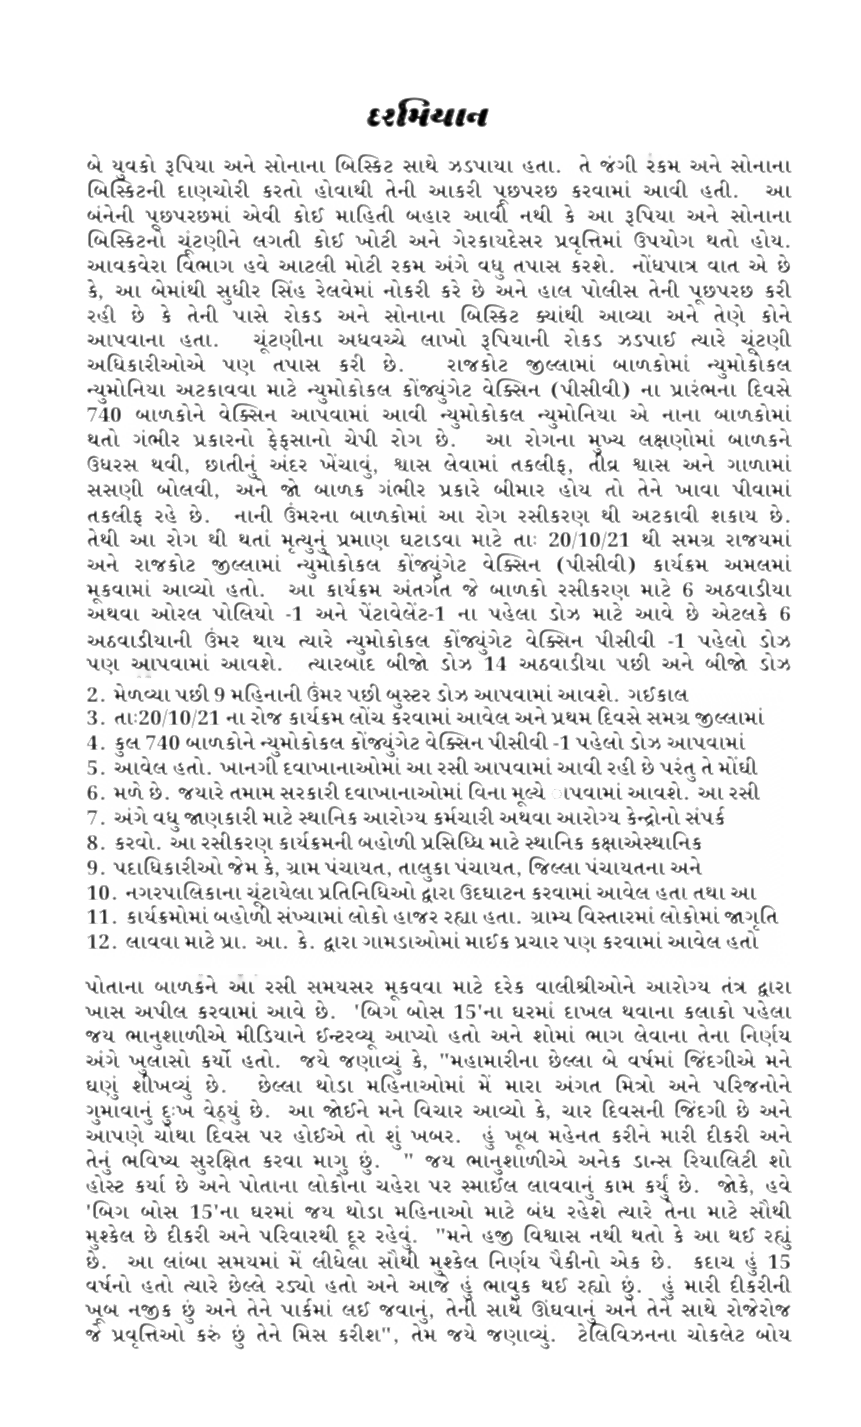 દરમિયાન
બે યુવકો રૂપિયા અને સોનાના બિસ્કિટ સાથે ઝડપાયા હતા. તે જંગી રકમ અને સોનાના
બિસ્કિટની દાણચોરી કરતો હોવાથી તેની આકરી પૂછપરછ કરવામાં આવી હતી. આ
બંનેની પૂછપરછમાં એવી કોઈ માહિતી બહાર આવી નથી કે આ રૂપિયા અને સોનાના
બિસ્કિટનો ચૂંટણીને લગતી કોઈ ખોટી અને ગેરકાયદેસર પ્રવૃત્તિમાં ઉપયોગ થતો હોય.
આવકવેરા વિભાગ હવે આટલી મોટી રકમ અંગે વધુ તપાસ કરશે. નોંધપાત્ર વાત એ છે
કે, આ બેમાંથી સુધીર સિંહ રેલવેમાં નોકરી કરે છે અને હાલ પોલીસ તેની પૂછપરછ કરી
રહી છે કે તેની પાસે રોકડ અને સોનાના બિસ્કિટ ક્યાંથી આવ્યા અને તેણે કોને
આપવાના હતા. ચૂંટણીના અધવચ્ચે લાખો રૂપિયાની રોકડ ઝડપાઈ ત્યારે ચૂંટણી
અધિકારીઓએ પણ તપાસ કરી છે. રાજકોટ જીલ્લામાં બાળકોમાં ન્યુમોકોકલ
ન્યુમોનિયા અટકાવવા માટે ન્યુમોકોકલ કોંજ્યુંગેટ વેક્સિન (પીસીવી) ના પ્રારંભના દિવસે
740 બાળકોને વેક્સિન આપવામાં આવી ન્યુમોકોકલ ન્યુમોનિયા એ નાના બાળકોમાં
થતો ગંભીર પ્રકારનો ફેફસાનો ચેપી રોગ છે. આ રોગના મુખ્ય લક્ષણોમાં બાળકને
ઉધરસ થવી, છાતીનું અંદર ખેંચાવું, શ્વાસ લેવામાં તકલીફ, તીવ્ર શ્વાસ અને ગાળામાં
સસણી બોલવી, અને જો બાળક ગંભીર પ્રકારે બીમાર હોય તો તેને ખાવા પીવામાં
તકલીફ રહે છે. નાની ઉંમરના બાળકોમાં આ રોગ રસીકરણ થી અટકાવી શકાય છે.
તેથી આ રોગ થી થતાં મૃત્યુનું પ્રમાણ ઘટાડવા માટે તાઃ 20/10/21 થી સમગ્ર રાજયમાં
અને રાજકોટ જીલ્લામાં ન્યુમોકોકલ કોંજ્યુંગેટ વેક્સિન (પીસીવી) કાર્યક્રમ અમલમાં
મૂકવામાં આવ્યો હતો. આ કાર્યક્રમ અંતર્ગત જે બાળકો રસીકરણ માટે 6 અઠવાડીયા
અથવા ઓરલ પોલિયો -1 અને પેંટાવેલેંટ-1 ના પહેલા ડોઝ માટે આવે છે એટલકે 6
અઠવાડીયાની ઉંમર થાય ત્યારે ન્યુમોકોકલ કોંજ્યુંગેટ વેક્સિન પીસીવી -1 પહેલો ડોઝ
પણ આપવામાં આવશે. ત્યારબાદ બીજો ડોઝ 14 અઠવાડીયા પછી અને બીજો ડોઝ
2. મેળવ્યા પછી 9 મહિનાની ઉંમર પછી બુસ્ટર ડોઝ આપવામાં આવશે. ગઈકાલ
3. તાઃ20/10/21 ના રોજ કાર્યક્રમ લોંચ કરવામાં આવેલ અને પ્રથમ દિવસે સમગ્ર જીલ્લામાં
4. કુલ 740 બાળકોને ન્યુમોકોકલ કોંજ્યુંગેટ વેક્સિન પીસીવી -1 પહેલો ડોઝ આપવામાં
5. આવેલ હતો. ખાનગી દવાખાનાઓમાં આ રસી આપવામાં આવી રહી છે પરંતુ તે મોંઘી
6. મળે છે. જયારે તમામ સરકારી દવાખાનાઓમાં વિના મૂલ્યે ાપવામાં આવશે. આ રસી
7. અંગે વધુ જાણકારી માટે સ્થાનિક આરોગ્ય કર્મચારી અથવા આરોગ્ય કેન્દ્રોનો સંપર્ક
8. કરવો. આ રસીકરણ કાર્યક્રમની બહોળી પ્રસિધ્ધિ માટે સ્થાનિક કક્ષાએસ્થાનિક
9. પદાધિકારીઓ જેમ કે, ગ્રામ પંચાયત, તાલુકા પંચાયત, જિલ્લા પંચાયતના અને
10. નગરપાલિકાના ચૂંટાયેલા પ્રતિનિધિઓ દ્વારા ઉદઘાટન કરવામાં આવેલ હતા તથા આ
11. કાર્યક્રમોમાં બહોળી સંખ્યામાં લોકો હાજર રહ્યા હતા. ગ્રામ્ય વિસ્તારમાં લોકોમાં જાગૃતિ
12. લાવવા માટે પ્રા. આ. કે. દ્વારા ગામડાઓમાં માઈક પ્રચાર પણ કરવામાં આવેલ હતો
પોતાના બાળકને આ રસી સમયસર મૂકવવા માટે દરેક વાલીશ્રીઓને આરોગ્ય તંત્ર દ્વારા
ખાસ અપીલ કરવામાં આવે છે. 'બિગ બોસ 15'ના ઘરમાં દાખલ થવાના કલાકો પહેલા
જય ભાનુશાળીએ મીડિયાને ઈન્ટરવ્યૂ આપ્યો હતો અને શોમાં ભાગ લેવાના તેના નિર્ણય
અંગે ખુલાસો કર્યો હતો. જયે જણાવ્યું કે, "મહામારીના છેલ્લા બે વર્ષમાં જિંદગીએ મને
ઘણું શીખવ્યું છે. છેલ્લા થોડા મહિનાઓમાં મેં મારા અંગત મિત્રો અને પરિજનોને
ગુમાવાનું દુઃખ વેઠ્યું છે. આ જોઈને મને વિચાર આવ્યો કે, ચાર દિવસની જિંદગી છે અને
આપણે ચોથા દિવસ પર હોઈએ તો શું ખબર. હું ખૂબ મહેનત કરીને મારી દીકરી અને
તેનું ભવિષ્ય સુરક્ષિત કરવા માગુ છું. " જય ભાનુશાળીએ અનેક ડાન્સ રિયાલિટી શો
હોસ્ટ કર્યા છે અને પોતાના લોકોના ચહેરા પર સ્માઈલ લાવવાનું કામ કર્યું છે. જોકે, હવે
'બિગ બોસ 15'ના ઘરમાં જય થોડા મહિનાઓ માટે બંધ રહેશે ત્યારે તેના માટે સૌથી
મુશ્કેલ છે દીકરી અને પરિવારથી દૂર રહેવું. "મને હજી વિશ્વાસ નથી થતો કે આ થઈ રહ્યું
છે. આ લાંબા સમયમાં મેં લીધેલા સૌથી મુશ્કેલ નિર્ણય પૈકીનો એક છે. કદાચ હું 15
વર્ષનો હતો ત્યારે છેલ્લે રડ્યો હતો અને આજે હું ભાવુક થઈ રહ્યો છું. હું મારી દીકરીની
ખૂબ નજીક છું અને તેને પાર્કમાં લઈ જવાનું, તેની સાથે ઊંઘવાનું અને તેને સાથે રોજેરોજ
જે પ્રવૃત્તિઓ કરું છું તેને મિસ કરીશ", તેમ જયે જણાવ્યું. ટેલિવિઝનના ચોકલેટ બોય